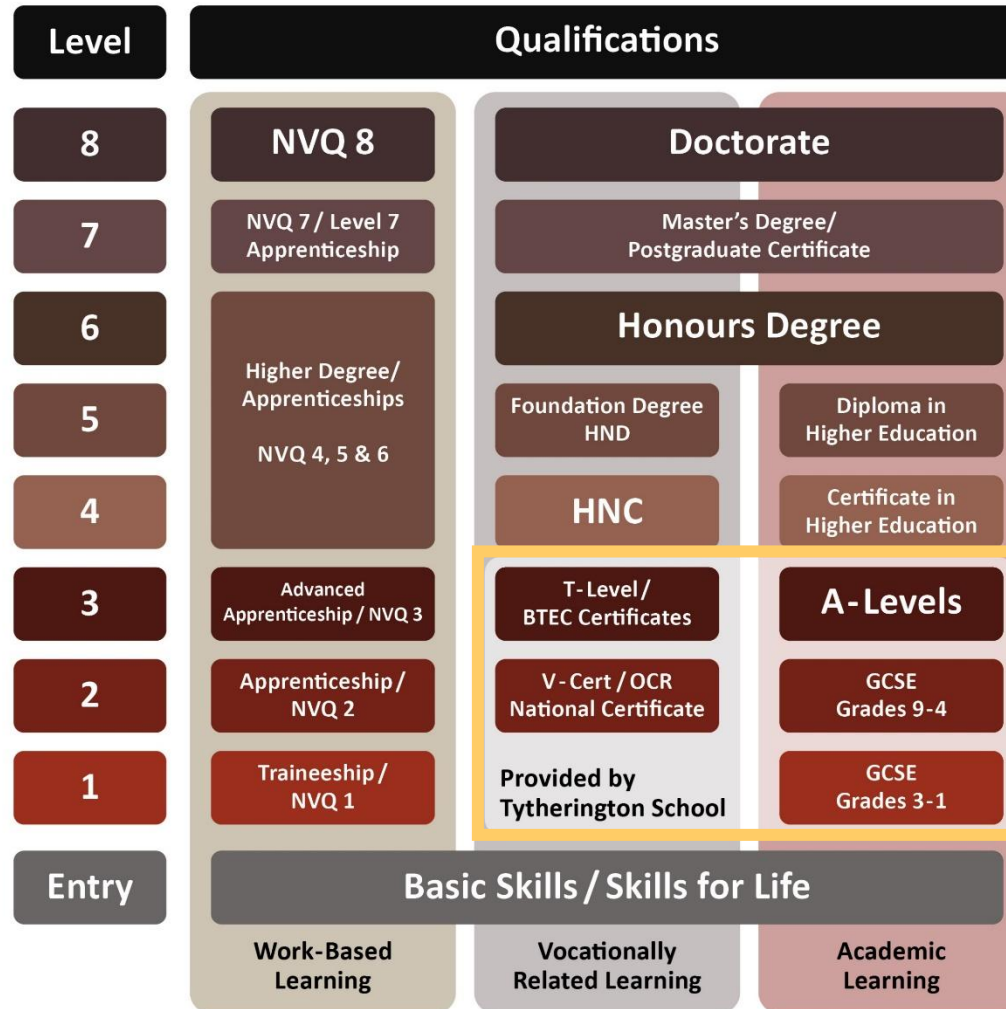 Level
Qualifications
8
NVQ 8
Doctorate
7
NVQ 7 / Level 7
Apprenticeship
Master's Degree/
Postgraduate Certificate
6
Honours Degree
Higher Degree/
Apprenticeships
NVQ 4, 5 & 6
5
Foundation Degree
HND
Diploma in
Higher Education
4
HNC
Certificate in
Higher Education
3
Advanced
Apprenticeship / NVQ 3
T-Level /
BTEC Certificates
A-Levels
2
Apprenticeship /
NVQ 2
V-Cert / OCR
National Certificate
GCSE
Grades 9-4
1
Traineeship /
NVQ 1
Provided by
Tytherington School
GCSE
Grades 3-1
Entry
Basic Skills / Skills for Life
Work-Based
Learning
Vocationally
Related Learning
Academic
Learning